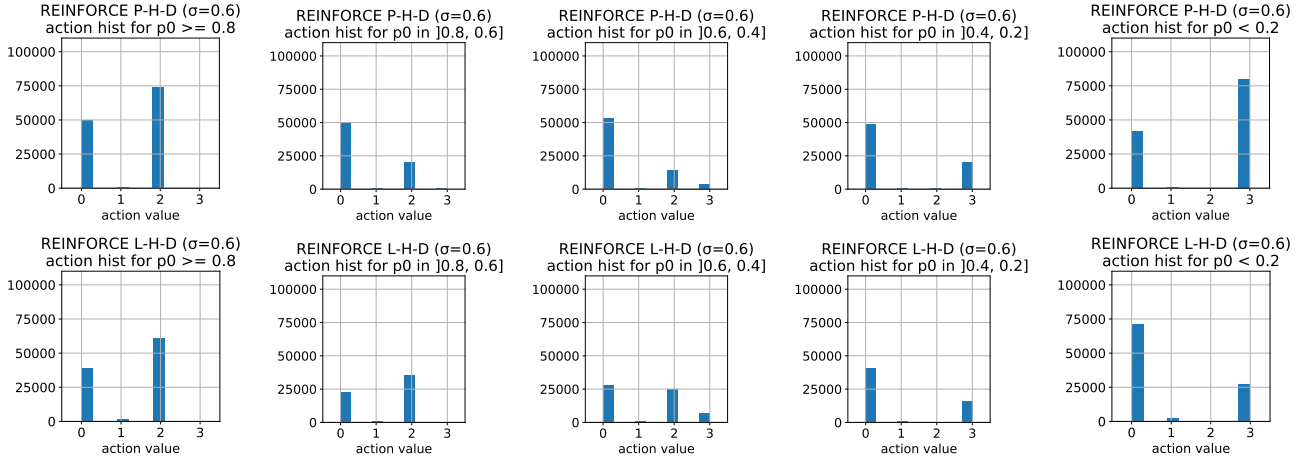 REINFORCE P-H-D (σ=0.6)
action hist for p0 >= 0.8
100000
75000
50000
25000
0
0 1 2 3
action value
REINFORCE P-H-D (σ=0.6)
action hist for p0 in ]0.8, 0.6]
100000
75000
50000
25000
0
0 1 2 3
action value
REINFORCE P-H-D (σ=0.6)
action hist for p0 in ]0.6, 0.4]
100000
75000
50000
25000
0
0 1 2 3
action value
REINFORCE P-H-D (σ=0.6)
action hist for p0 in ]0.4, 0.2]
100000
75000
50000
25000
0
0 1 2 3
action value
REINFORCE P-H-D (σ=0.6)
action hist for p0 < 0.2
100000
75000
50000
25000
0
0 1 2 3
action value
REINFORCE L-H-D (σ=0.6)
action hist for p0 >= 0.8
100000
75000
50000
25000
0
0 1 2 3
action value
REINFORCE L-H-D (σ=0.6)
action hist for p0 in ]0.8, 0.6]
100000
75000
50000
25000
0
0 1 2 3
action value
REINFORCE L-H-D (σ=0.6)
action hist for p0 in ]0.6, 0.4]
100000
75000
50000
25000
0
0 1 2 3
action value
REINFORCE L-H-D (σ=0.6)
action hist for p0 in ]0.4, 0.2]
100000
75000
50000
25000
0
0 1 2 3
action value
REINFORCE L-H-D (σ=0.6)
action hist for p0 < 0.2
100000
75000
50000
25000
0
0 1 2 3
action value